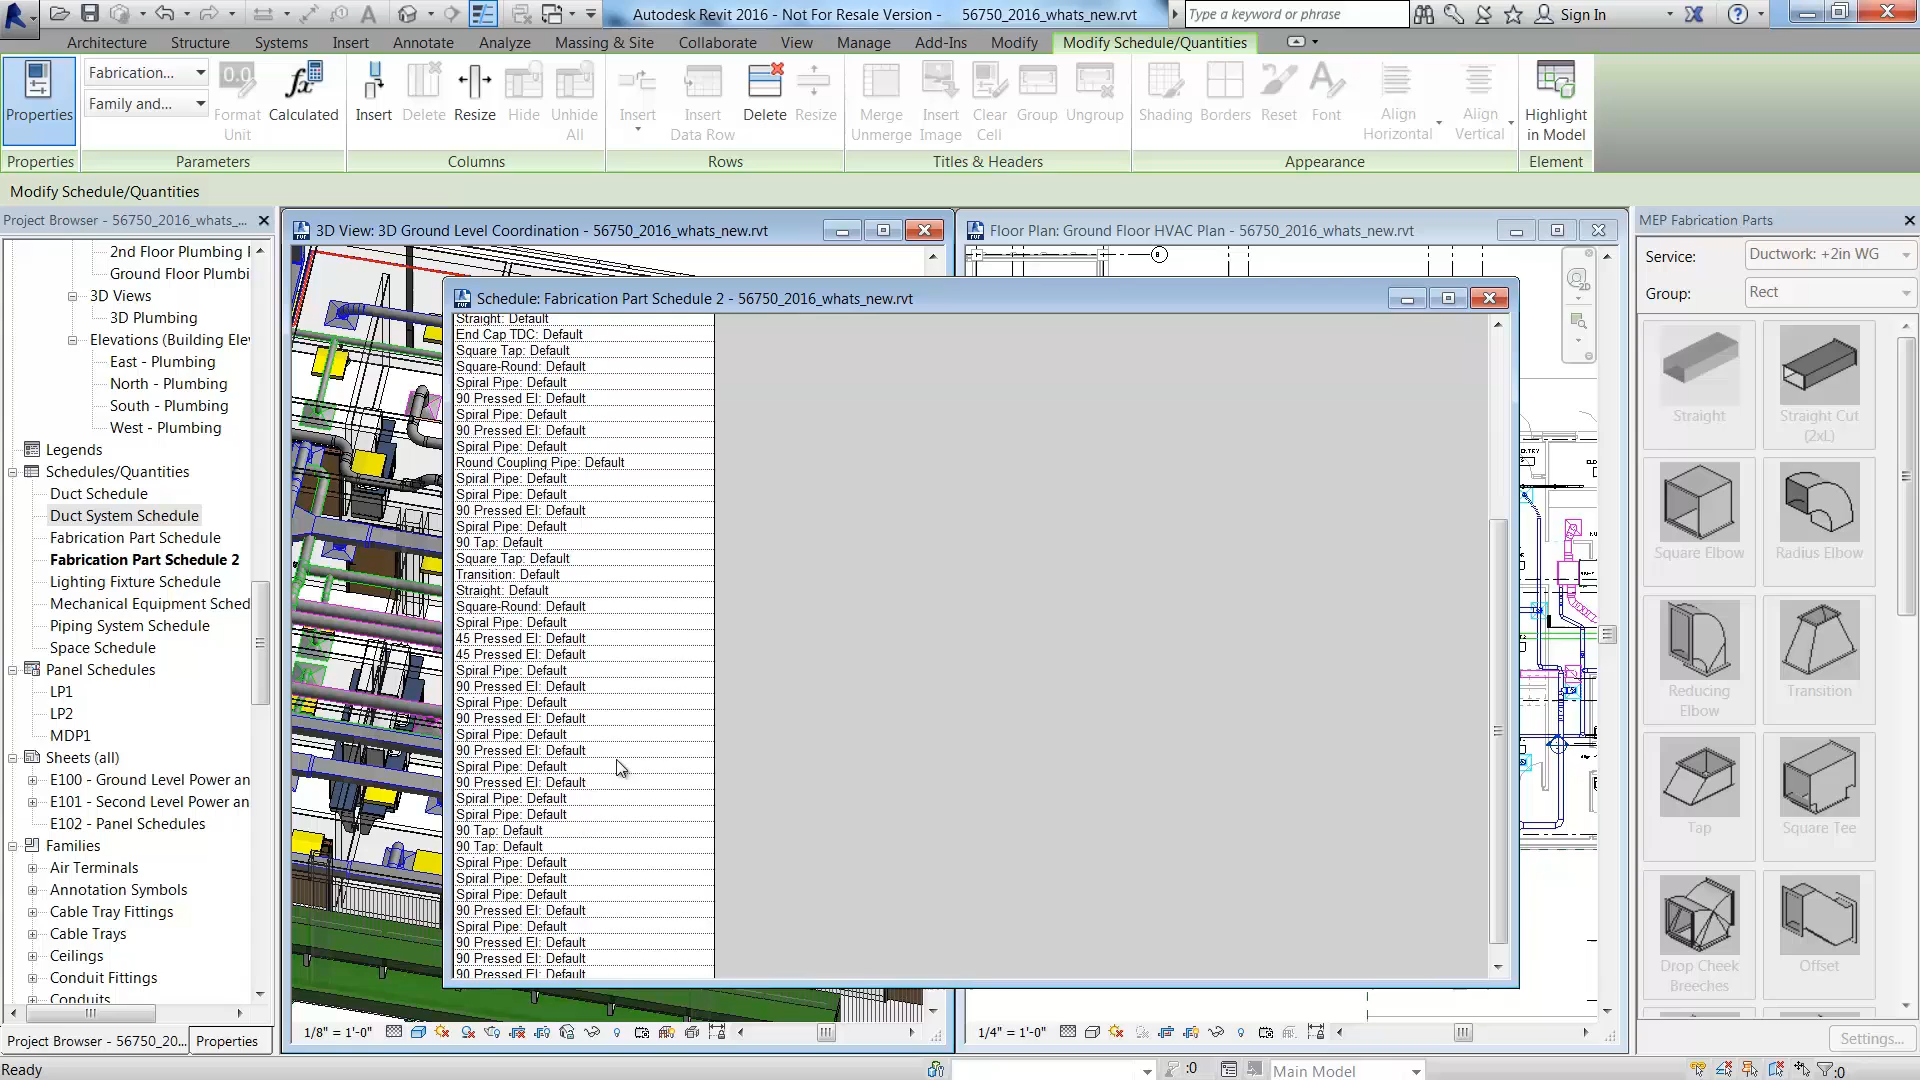 Autodesk Revit 2016 - Not For Resale Version - 56750_2016_whats_new.rvt
Type a keyword or phrase
Sign In
Architecture Structure Systems Insert Annotate Analyze Massing & Site Collaborate View Manage Add-Ins Modify Modify Schedule/Quantities
Properties
Fabrication...
Family and...
Format
Unit
Calculated
Insert
Delete
Resize
Hide
Unhide
All
Insert
Insert
Data Row
Delete
Resize
Merge
Unmerge
Insert
Image
Clear
Cell
Group
Ungroup
Shading
Borders
Reset
Font
Align
Horizontal
Align
Vertical
Highlight
in Model
Properties Parameters Columns Rows Titles & Headers Appearance Element
Modify Schedule/Quantities
Project Browser - 56750_2016_whats_...
2nd Floor Plumbing F
Ground Floor Plumbi
3D Views
3D Plumbing
Elevations (Building Ele
East - Plumbing
North - Plumbing
South - Plumbing
West - Plumbing
Legends
Schedules/Quantities
Duct Schedule
Duct System Schedule
Fabrication Part Schedule
Fabrication Part Schedule 2
Lighting Fixture Schedule
Mechanical Equipment Sched
Piping System Schedule
Space Schedule
Panel Schedules
LP1
LP2
MDP1
Sheets (all)
E100 - Ground Level Power an
E101 - Second Level Power an
E102 - Panel Schedules
Families
Air Terminals
Annotation Symbols
Cable Tray Fittings
Cable Trays
Ceilings
Conduit Fittings
Conduits
Project Browser - 56750_20...
Properties
3D View: 3D Ground Level Coordination - 56750_2016_whats_new.rvt
Floor Plan: Ground Floor HVAC Plan - 56750_2016_whats_new.rvt
Schedule: Fabrication Part Schedule 2 - 56750_2016_whats_new.rvt
Straight: Default
End Cap TDC: Default
Square Tap: Default
Square-Round: Default
Spiral Pipe: Default
90 Pressed El: Default
Spiral Pipe: Default
90 Pressed El: Default
Spiral Pipe: Default
Round Coupling Pipe: Default
Spiral Pipe: Default
Spiral Pipe: Default
90 Pressed El: Default
Spiral Pipe: Default
90 Tap: Default
Square Tap: Default
Transition: Default
Straight: Default
Square-Round: Default
Spiral Pipe: Default
45 Pressed El: Default
45 Pressed El: Default
Spiral Pipe: Default
90 Pressed El: Default
Spiral Pipe: Default
90 Pressed El: Default
Spiral Pipe: Default
90 Pressed El: Default
Spiral Pipe: Default
90 Pressed El: Default
Spiral Pipe: Default
Spiral Pipe: Default
90 Tap: Default
90 Tap: Default
Spiral Pipe: Default
Spiral Pipe: Default
Spiral Pipe: Default
90 Pressed El: Default
Spiral Pipe: Default
90 Pressed El: Default
90 Pressed El: Default
90 Pressed El: Default
1/8" = 1'-0"
1/4" = 1'-0"
MEP Fabrication Parts
Service: Ductwork: +2in WG
Group: Rect
Straight
Straight Cut
(2xL)
Square Elbow
Radius Elbow
Reducing
Elbow
Transition
Tap
Square Tee
Drop Cheek
Breeches
Offset
Settings...
Ready
:0
Main Model
:0